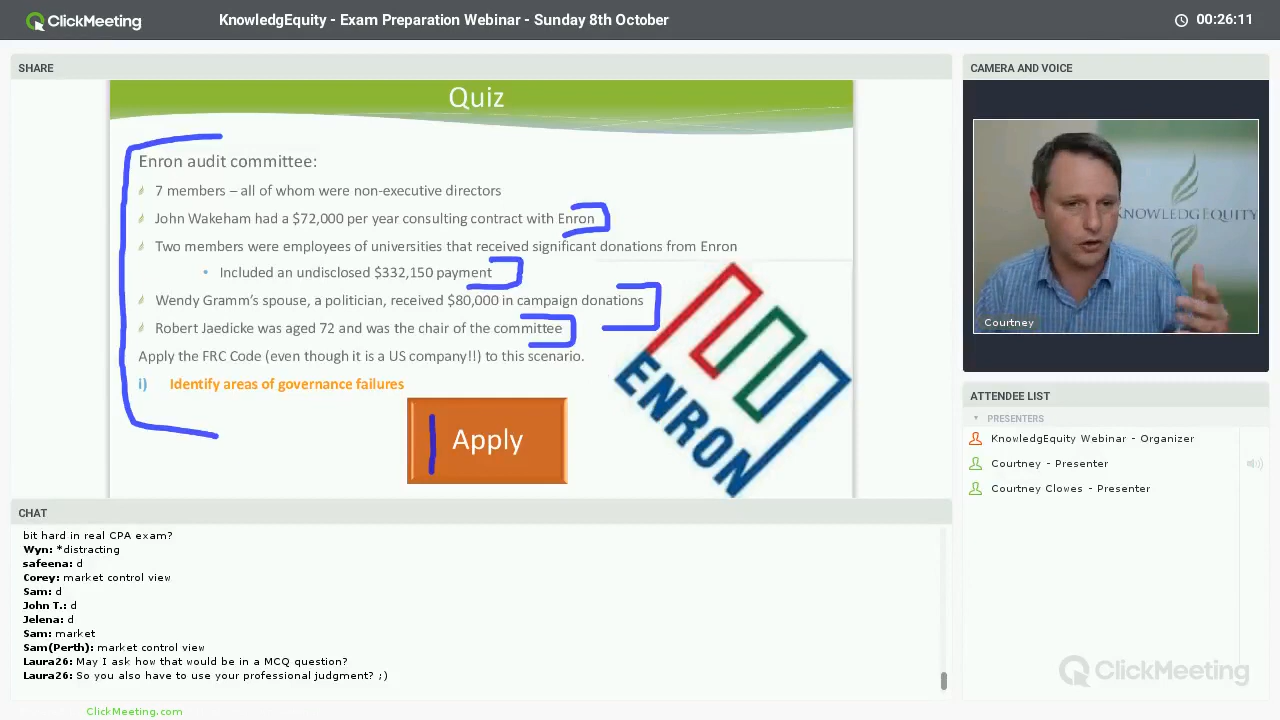 ClickMeeting
KnowledgEquity - Exam Preparation Webinar - Sunday 8th October
00:26:11
SHARE
CAMERA AND VOICE
Quiz
Enron audit committee:
7 members – all of whom were non-executive directors
John Wakeham had a $72,000 per year consulting contract with Enron
Two members were employees of universities that received significant donations from Enron
• Included an undisclosed $332,150 payment
Wendy Gramm's spouse, a politician, received $80,000 in campaign donations
Robert Jaedicke was aged 72 and was the chair of the committee
Apply the FRC Code (even though it is a US company!!) to this scenario.
i) Identify areas of governance failures
Apply
ENRON
KNOWLEDGEQUITY
Courtney
ATTENDEE LIST
PRESENTERS
KnowledgEquity Webinar - Organizer
Courtney - Presenter
Courtney Clowes - Presenter
CHAT
bit hard in real CPA exam?
Wyn: *distracting
safeena: d
Corey: market control view
Sam: d
John T.: d
Jelena: d
Sam: market
Sam(Perth): market control view
Laura26: May I ask how that would be in a MCQ question?
Laura26: So you also have to use your professional judgment? ;)
ClickMeeting
ClickMeeting.com